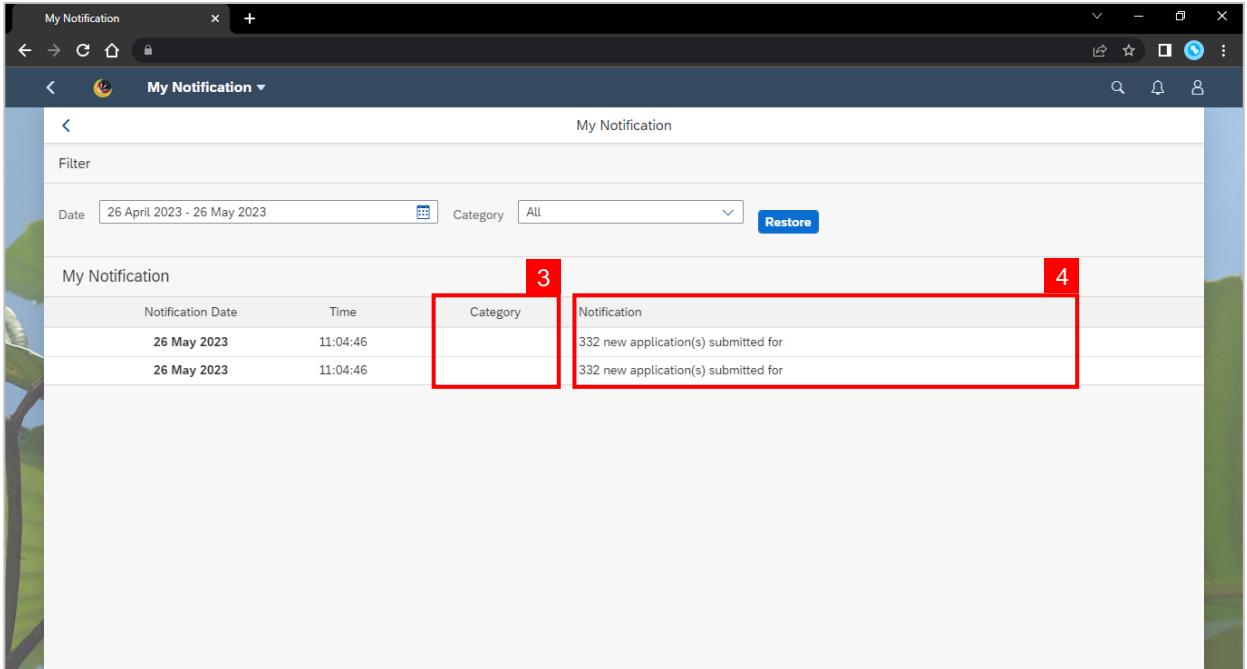 My Notification
My Notification
My Notification
Filter
Date 26 April 2023 - 26 May 2023 Category All Restore
My Notification 3 4
Notification Date Time Category Notification
26 May 2023 11:04:46 332 new application(s) submitted for
26 May 2023 11:04:46 332 new application(s) submitted for